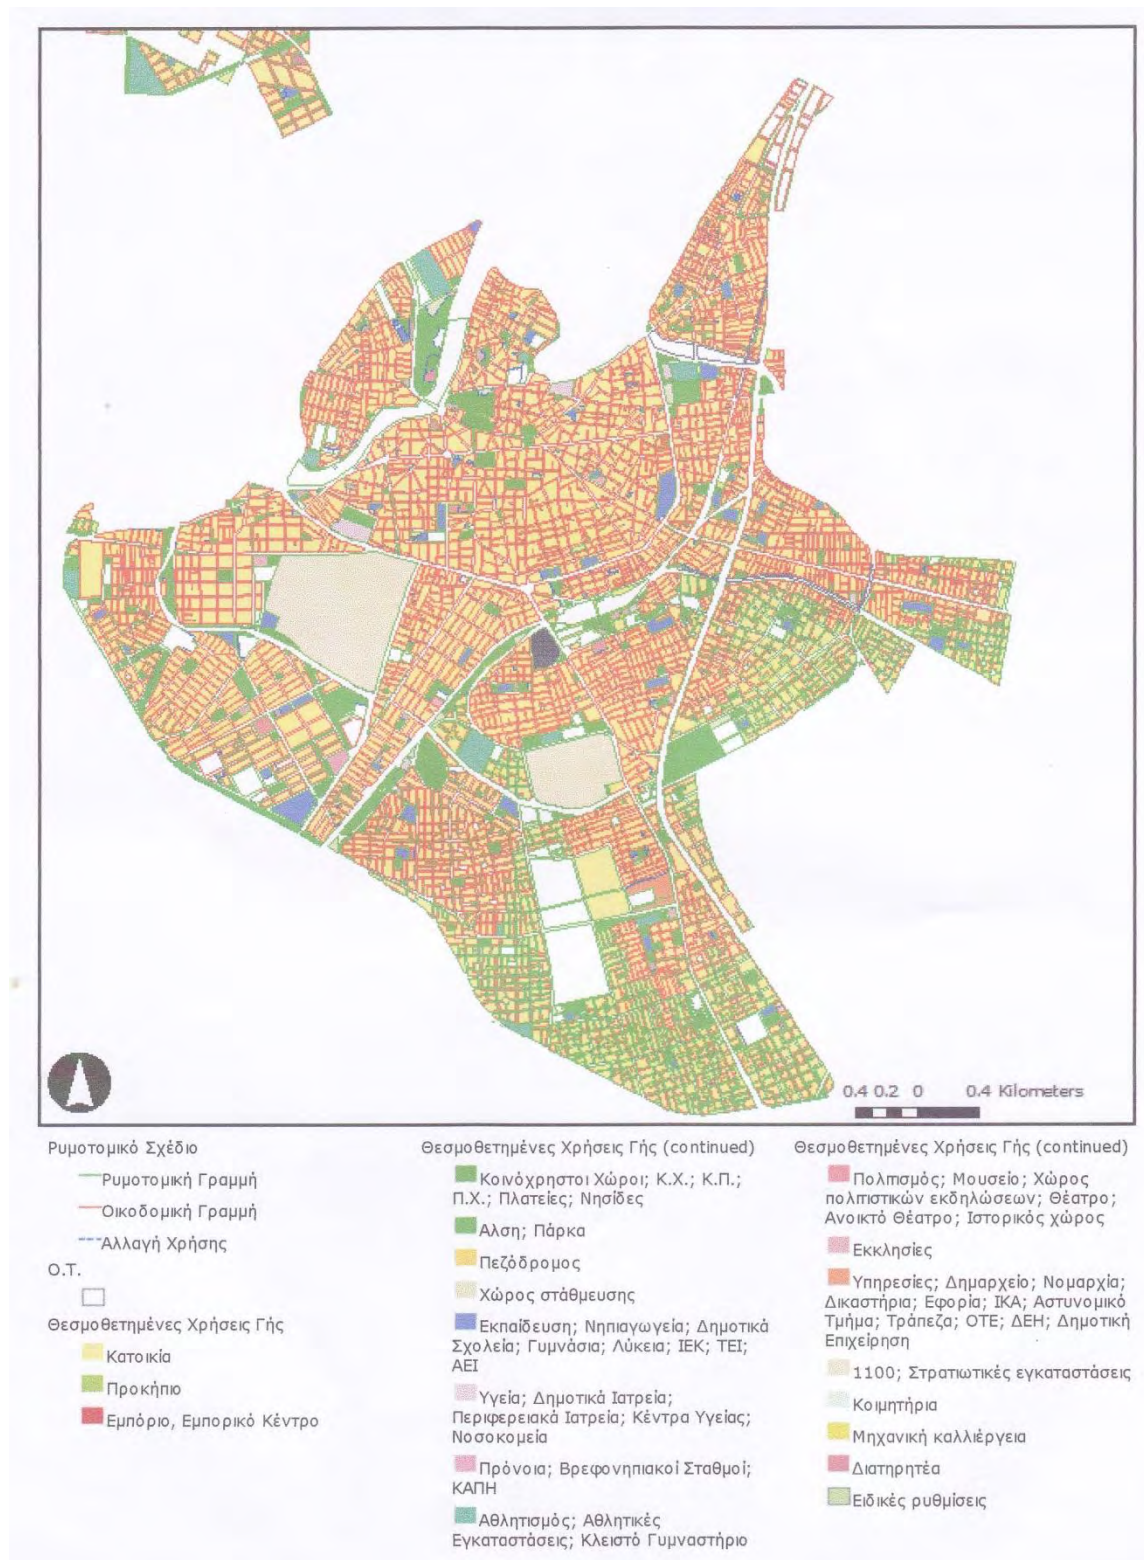 0.4 0.2 0 0.4 Kilometers
Ρυμοτομικό Σχέδιο
Ρυμοτομική Γραμμή
Οικοδομική Γραμμή
Αλλαγή Χρήσης
Ο.Τ.
Θεσμοθετημένες Χρήσεις Γής
Κατοικία
Προκήπιο
Εμπόριο, Εμπορικό Κέντρο
Θεσμοθετημένες Χρήσεις Γής (continued)
Κοινόχρηστοι Χώροι; Κ.Χ.; Κ.Π.;
Π.Χ.; Πλατείες; Νησίδες
Αλση; Πάρκα
Πεζόδρομος
Χώρος στάθμευσης
Εκπαίδευση; Νηπιαγωγεία; Δημοτικά
Σχολεία; Γυμνάσια; Λύκεια; ΙΕΚ; ΤΕΙ;
ΑΕΙ
Υγεία; Δημοτικά Ιατρεία;
Περιφερειακά Ιατρεία; Κέντρα Υγείας;
Νοσοκομεία
Πρόνοια; Βρεφονηπιακοί Σταθμοί;
ΚΑΠΗ
Αθλητισμός; Αθλητικές
Εγκαταστάσεις; Κλειστό Γυμναστήριο
Θεσμοθετημένες Χρήσεις Γής (continued)
Πολιτισμός; Μουσείο; Χώρος
πολιτιστικών εκδηλώσεων; Θέατρο;
Ανοικτό Θέατρο; Ιστορικός χώρος
Εκκλησίες
Υπηρεσίες; Δημαρχείο; Νομαρχία;
Δικαστήρια; Εφορία; ΙΚΑ; Αστυνομικό
Τμήμα; Τράπεζα; ΟΤΕ; ΔΕΗ; Δημοτική
Επιχείρηση
1100; Στρατιωτικές εγκαταστάσεις
Κοιμητήρια
Μηχανική καλλιέργεια
Διατηρητέα
Ειδικές ρυθμίσεις